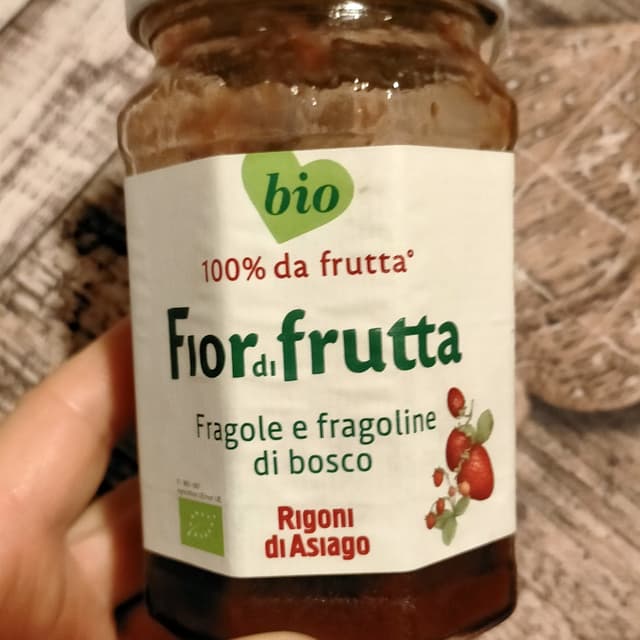 bio
100% da frutta°
Fior di frutta
Fragole e fragoline
di bosco
Rigoni
di Asiago